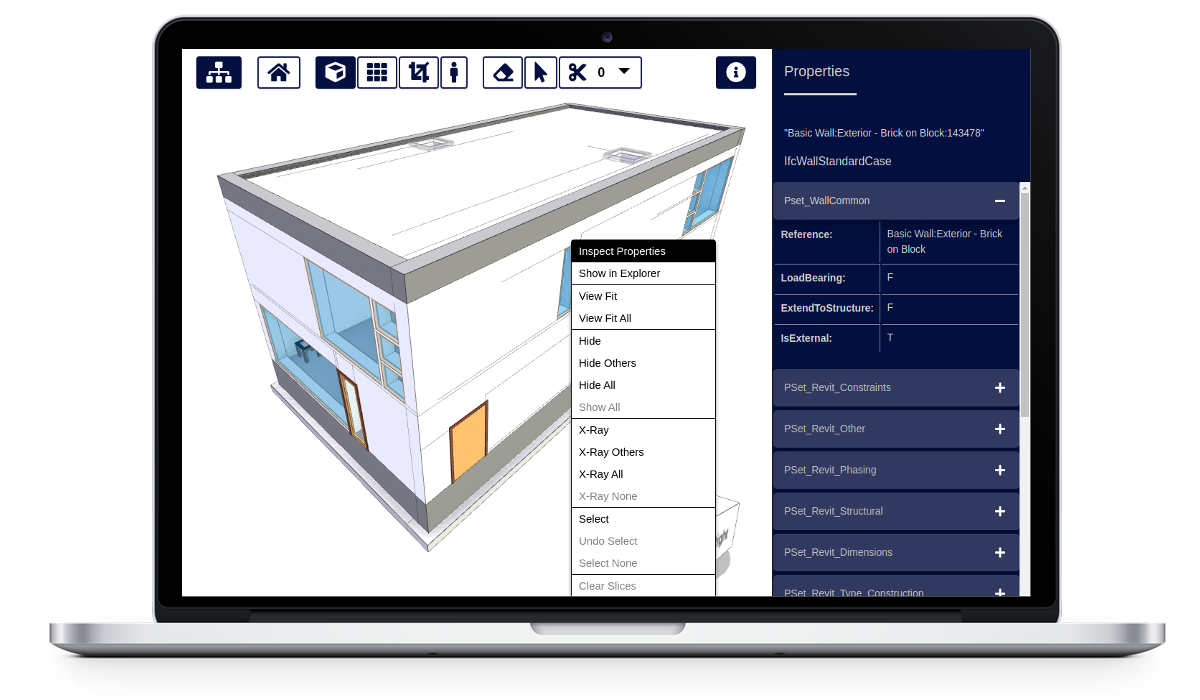 0
Properties
"Basic Wall:Exterior - Brick on Block:143478"
IfcWallStandardCase
Pset_WallCommon
Reference:
Basic Wall:Exterior - Brick
on Block
LoadBearing:
F
ExtendToStructure:
F
IsExternal:
T
PSet_Revit_Constraints
PSet_Revit_Other
PSet_Revit_Phasing
PSet_Revit_Structural
PSet_Revit_Dimensions
PSet_Revit_Type_Construction
Inspect Properties
Show in Explorer
View Fit
View Fit All
Hide
Hide Others
Hide All
Show All
X-Ray
X-Ray Others
X-Ray All
X-Ray None
Select
Undo Select
Select None
Clear Slices